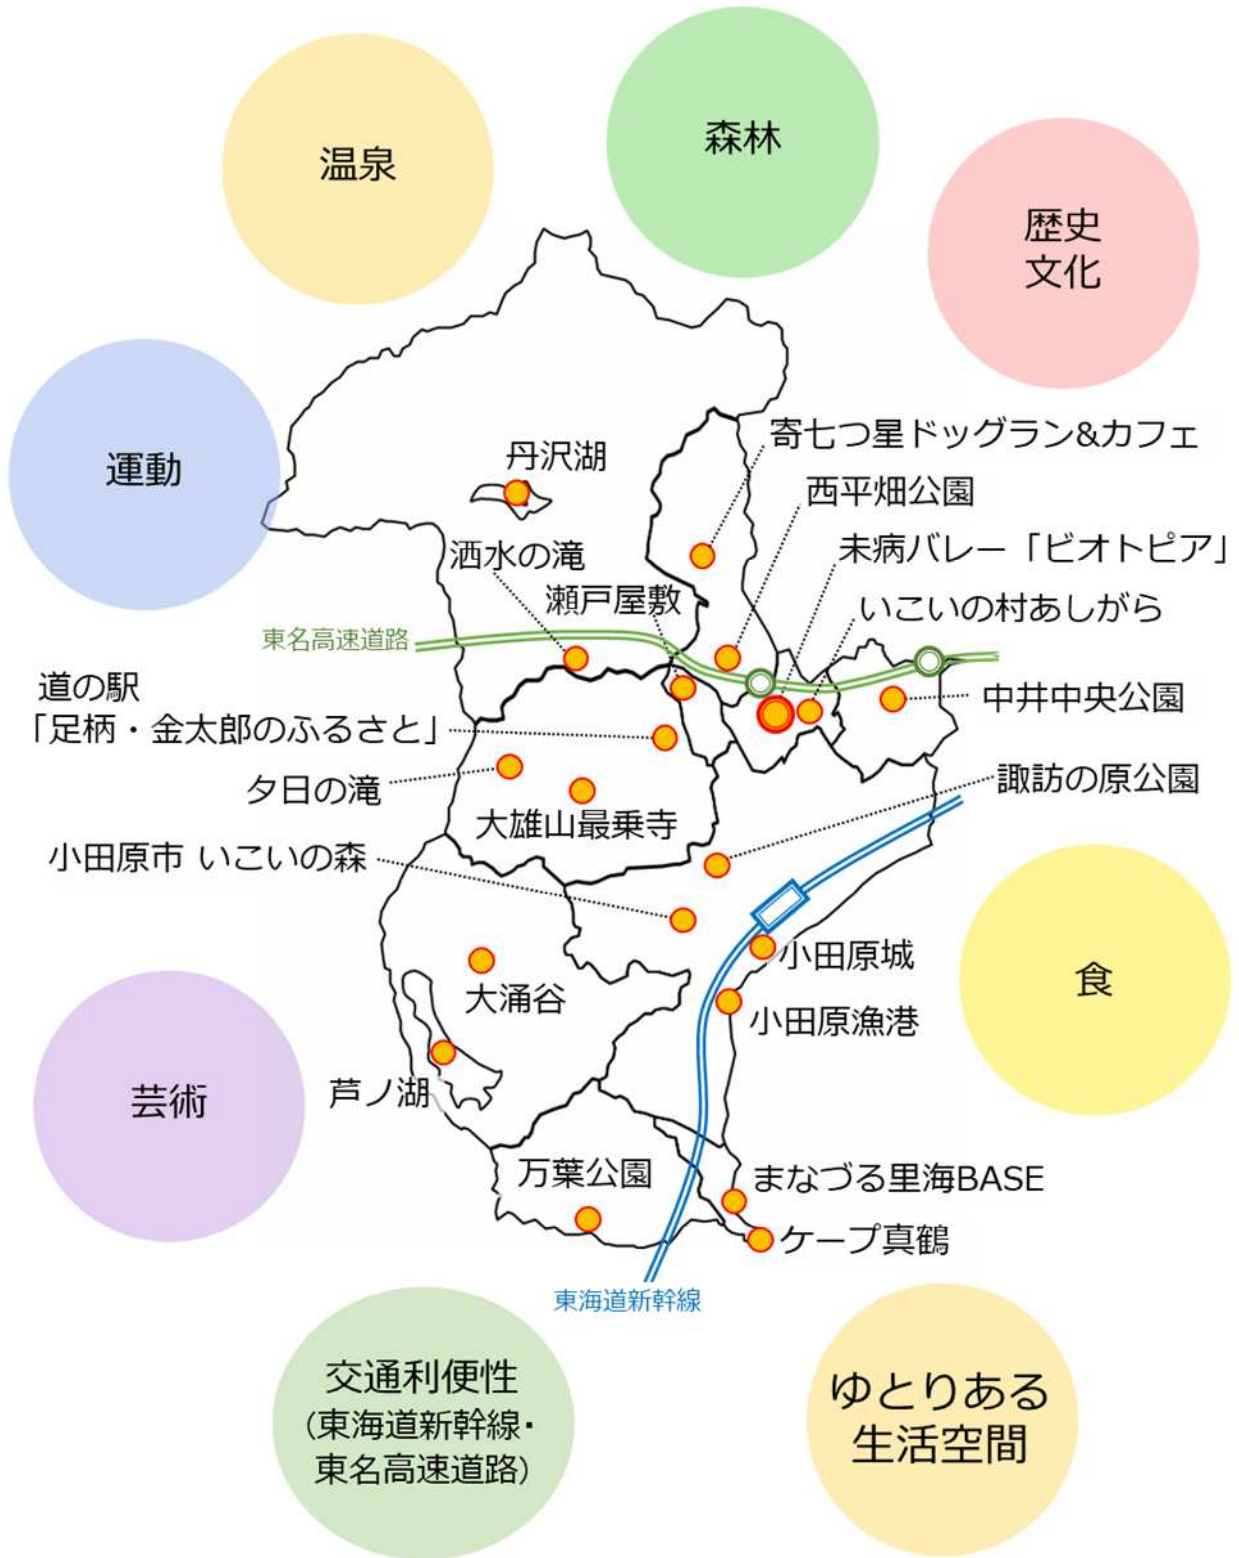 温泉
森林
歴史
文化
運動
寄七つ星ドッグラン&カフェ
丹沢湖
西平畑公園
未病バレー「ビオトピア」
洒水の滝
瀬戸屋敷
いこいの村あしがら
東名高速道路
道の駅
「足柄・金太郎のふるさと」
中井中央公園
夕日の滝
諏訪の原公園
大雄山最乗寺
小田原市 いこいの森
小田原城
食
大涌谷
小田原漁港
芸術
芦ノ湖
万葉公園
まなづる里海BASE
ケープ真鶴
東海道新幹線
交通利便性
(東海道新幹線・
東名高速道路)
ゆとりある
生活空間